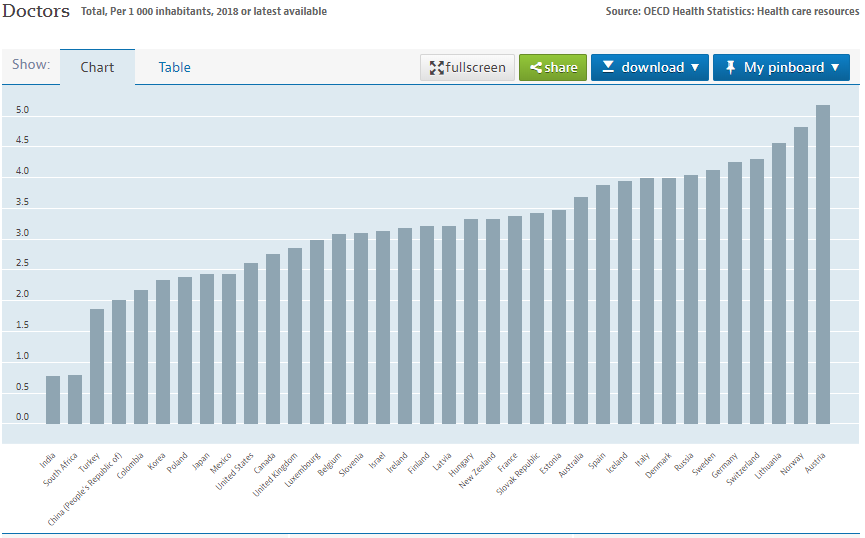 Doctors Total, Per 1 000 inhabitants, 2018 or latest available
Source: OECD Health Statistics: Health care resources
Show:
Chart
Table
fullscreen
share
download
My pinboard
5.0
4.5
4.0
3.5
3.0
2.5
2.0
1.5
1.0
0.5
0.0
India
South Africa
Turkey
China (People's Republic of)
Colombia
Korea
Poland
Japan
Mexico
United States
Canada
United Kingdom
Luxembourg
Belgium
Slovenia
Israel
Ireland
Finland
Latvia
Hungary
New Zealand
France
Slovak Republic
Estonia
Australia
Spain
Iceland
Italy
Denmark
Russia
Sweden
Germany
Switzerland
Lithuania
Norway
Austria